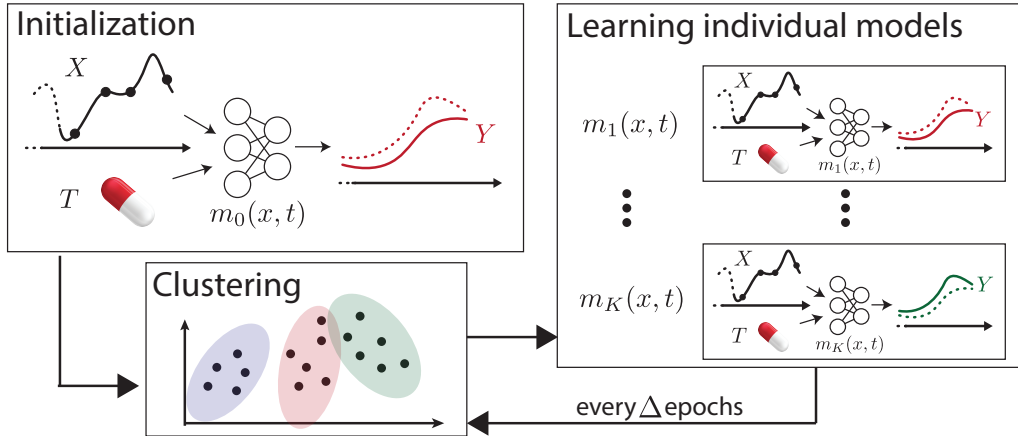 Initialization
X
T
m_0(x, t)
Y
Learning individual models
m_1(x, t)
X
T
m_1(x, t)
Y
m_K(x, t)
X
T
m_K(x, t)
Y
Clustering
every Δ epochs